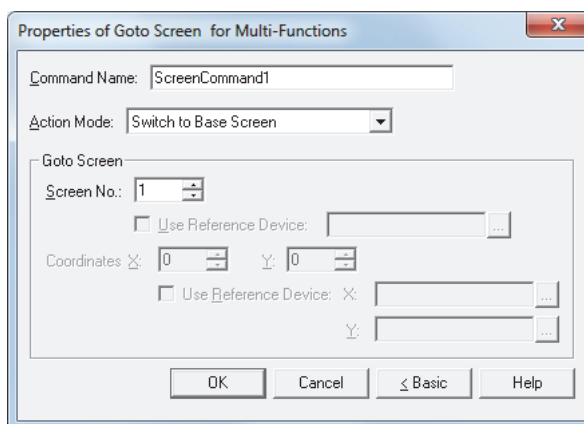 Properties of Goto Screen for Multi-Functions
Command Name: ScreenCommand1
Action Mode: Switch to Base Screen
Goto Screen
Screen No.: 1
Use Reference Device: ...
Coordinates X: 0 Y: 0
Use Reference Device: X: ...
Y: ...
OK Cancel < Basic Help